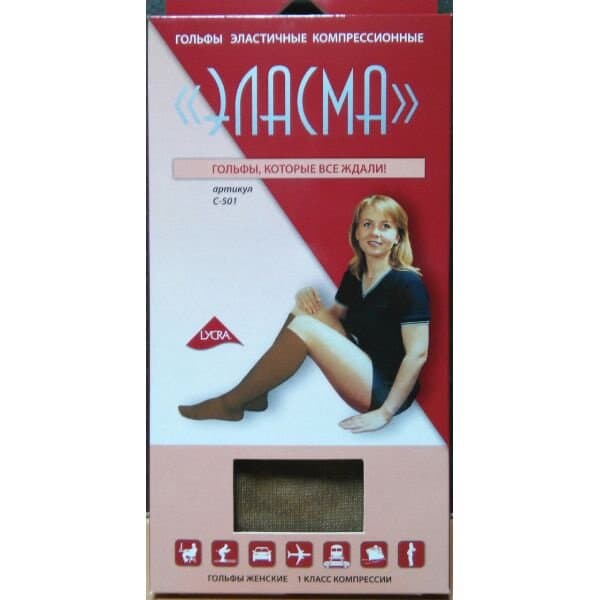 ГОЛЬФЫ ЭЛАСТИЧНЫЕ КОМПРЕССИОННЫЕ
«ЭЛАСМА»
ГОЛЬФЫ, КОТОРЫЕ ВСЕ ЖДАЛИ!
артикул
С-501
LYCRA
ГОЛЬФЫ ЖЕНСКИЕ 1 КЛАСС КОМПРЕССИИ